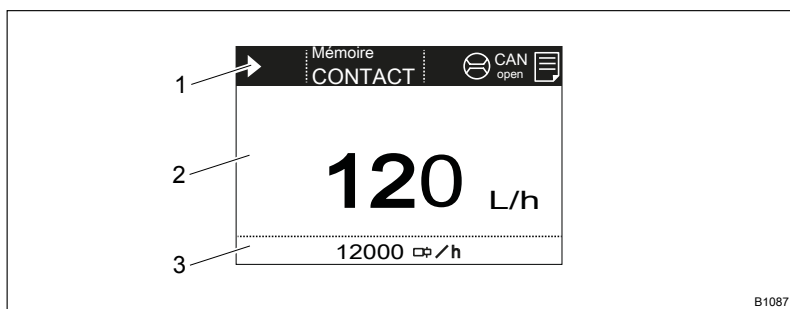 1
Mémoire
CONTACT
CAN
open
2
120 L/h
3
12000 /h
B1087